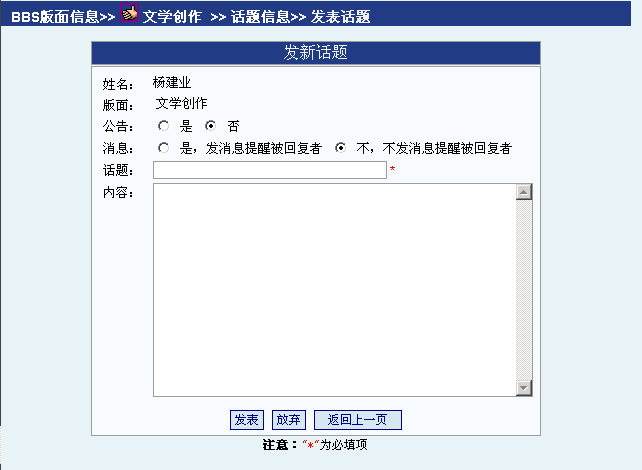 BBS版面信息>> 文学创作 >> 话题信息>> 发表话题
发新话题
姓名： 杨建业
版面： 文学创作
公告： 是 否
消息： 是，发消息提醒被回复者 不，不发消息提醒被回复者
话题： *
内容：
发表 放弃 返回上一页
注意："*"为必填项